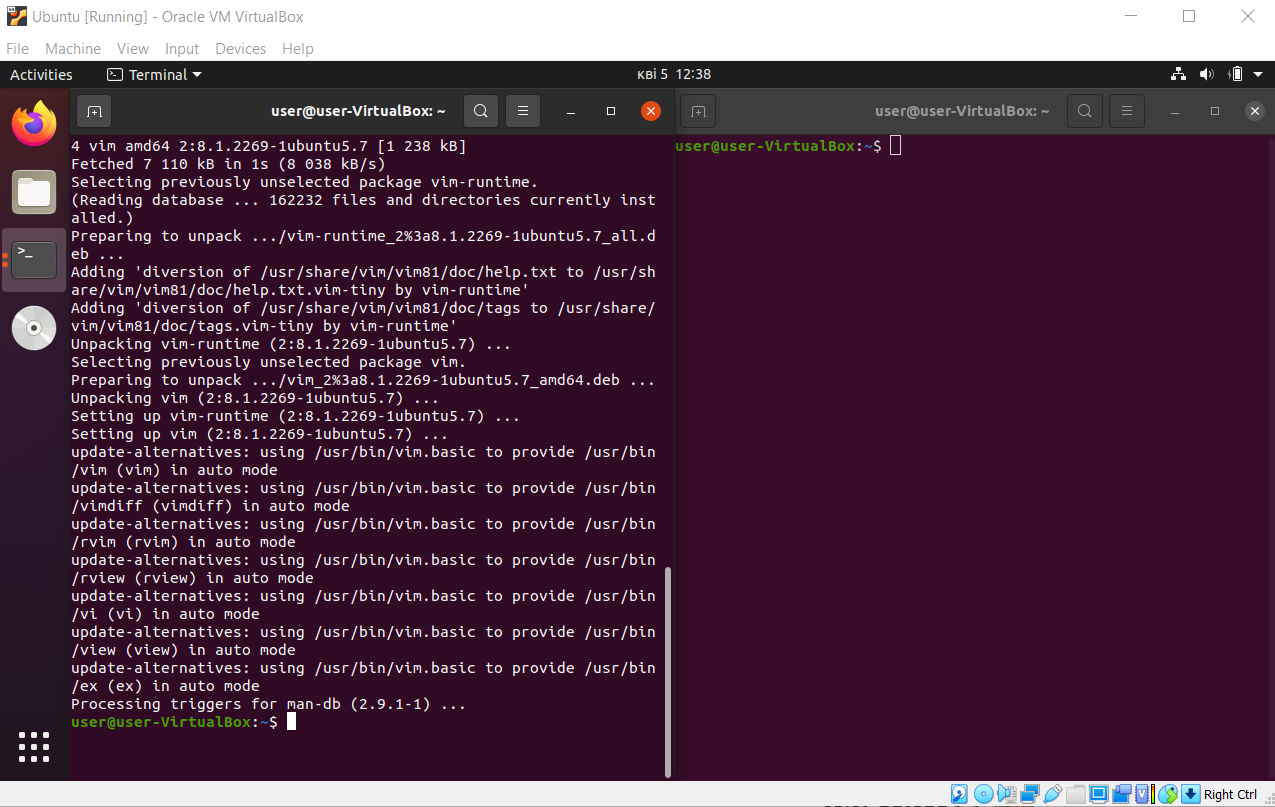 Ubuntu [Running] - Oracle VM VirtualBox
File Machine View Input Devices Help
Activities Terminal кві 5 12:38
user@user-VirtualBox: ~
user@user-VirtualBox: ~
4 vim amd64 2:8.1.2269-1ubuntu5.7 [1 238 kB]
Fetched 7 110 kB in 1s (8 038 kB/s)
Selecting previously unselected package vim-runtime.
(Reading database ... 162232 files and directories currently inst
alled.)
Preparing to unpack .../vim-runtime_2%3a8.1.2269-1ubuntu5.7_all.d
eb ...
Adding 'diversion of /usr/share/vim/vim81/doc/help.txt to /usr/sh
are/vim/vim81/doc/help.txt.vim-tiny by vim-runtime'
Adding 'diversion of /usr/share/vim/vim81/doc/tags to /usr/share/
vim/vim81/doc/tags.vim-tiny by vim-runtime'
Unpacking vim-runtime (2:8.1.2269-1ubuntu5.7) ...
Selecting previously unselected package vim.
Preparing to unpack .../vim_2%3a8.1.2269-1ubuntu5.7_amd64.deb ...
Unpacking vim (2:8.1.2269-1ubuntu5.7) ...
Setting up vim-runtime (2:8.1.2269-1ubuntu5.7) ...
Setting up vim (2:8.1.2269-1ubuntu5.7) ...
update-alternatives: using /usr/bin/vim.basic to provide /usr/bin
/vim (vim) in auto mode
update-alternatives: using /usr/bin/vim.basic to provide /usr/bin
/vimdiff (vimdiff) in auto mode
update-alternatives: using /usr/bin/vim.basic to provide /usr/bin
/rvim (rvim) in auto mode
update-alternatives: using /usr/bin/vim.basic to provide /usr/bin
/rview (rview) in auto mode
update-alternatives: using /usr/bin/vim.basic to provide /usr/bin
/vi (vi) in auto mode
update-alternatives: using /usr/bin/vim.basic to provide /usr/bin
/view (view) in auto mode
update-alternatives: using /usr/bin/vim.basic to provide /usr/bin
/ex (ex) in auto mode
Processing triggers for man-db (2.9.1-1) ...
user@user-VirtualBox:~$
user@user-VirtualBox:~$
Right Ctrl